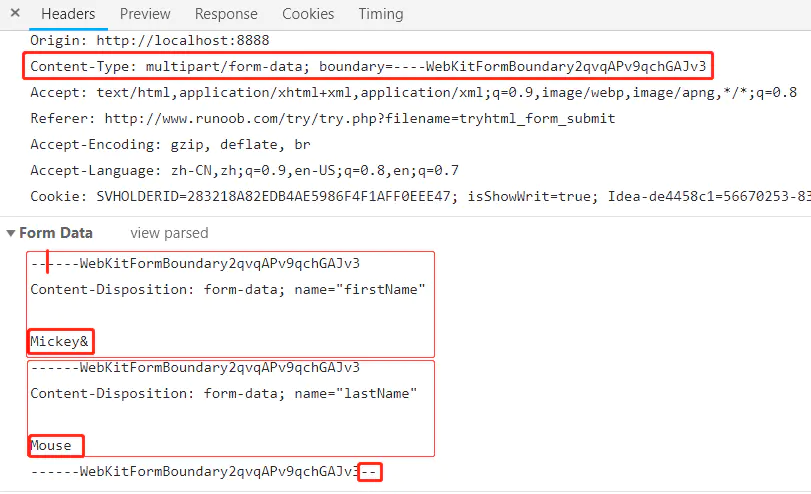 × Headers Preview Response Cookies Timing
Origin: http://localhost:8888
Content-Type: multipart/form-data; boundary=----WebKitFormBoundary2qvqAPv9qchGAJv3
Accept: text/html,application/xhtml+xml,application/xml;q=0.9,image/webp,image/apng,*/*;q=0.8
Referer: http://www.runoob.com/try/try.php?filename=tryhtml_form_submit
Accept-Encoding: gzip, deflate, br
Accept-Language: zh-CN,zh;q=0.9,en-US;q=0.8,en;q=0.7
Cookie: SVHOLDERID=283218A82EDB4AE5986F4F1AFF0EEE47; isShowWrit=true; Idea-de4458c1=56670253-83
▼Form Data view parsed
------WebKitFormBoundary2qvqAPv9qchGAJv3
Content-Disposition: form-data; name="firstName"
Mickey&
------WebKitFormBoundary2qvqAPv9qchGAJv3
Content-Disposition: form-data; name="lastName"
Mouse
------WebKitFormBoundary2qvqAPv9qchGAJv3--